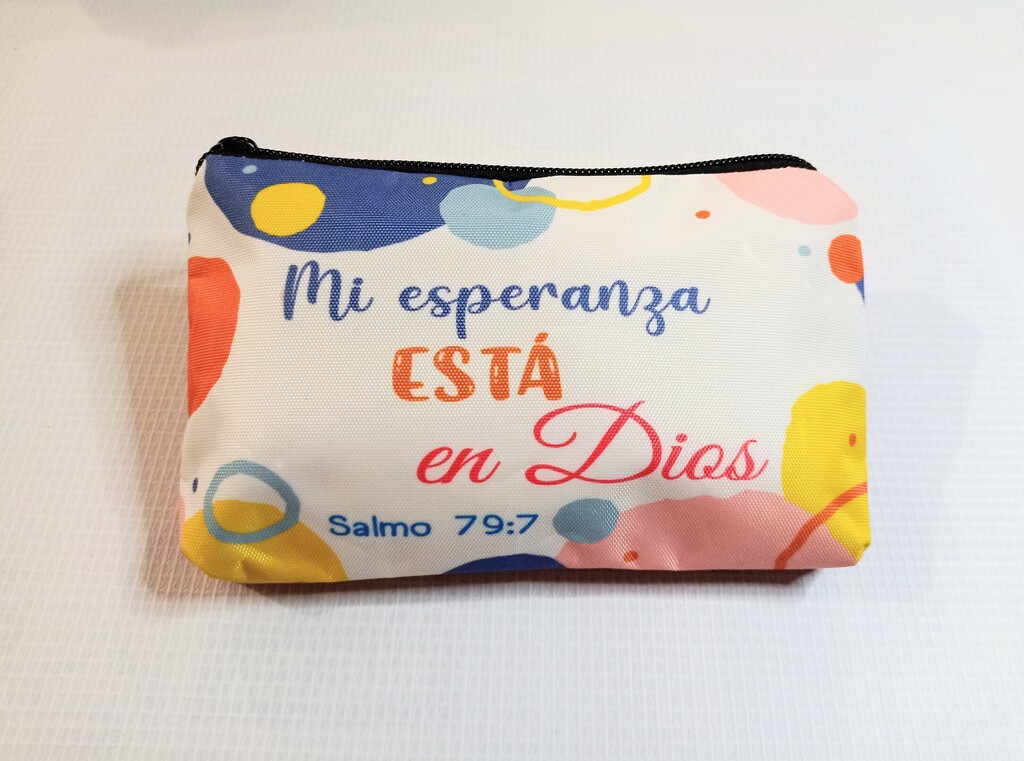 Mi esperanza
ESTÁ
en Dios
Salmo 79:7